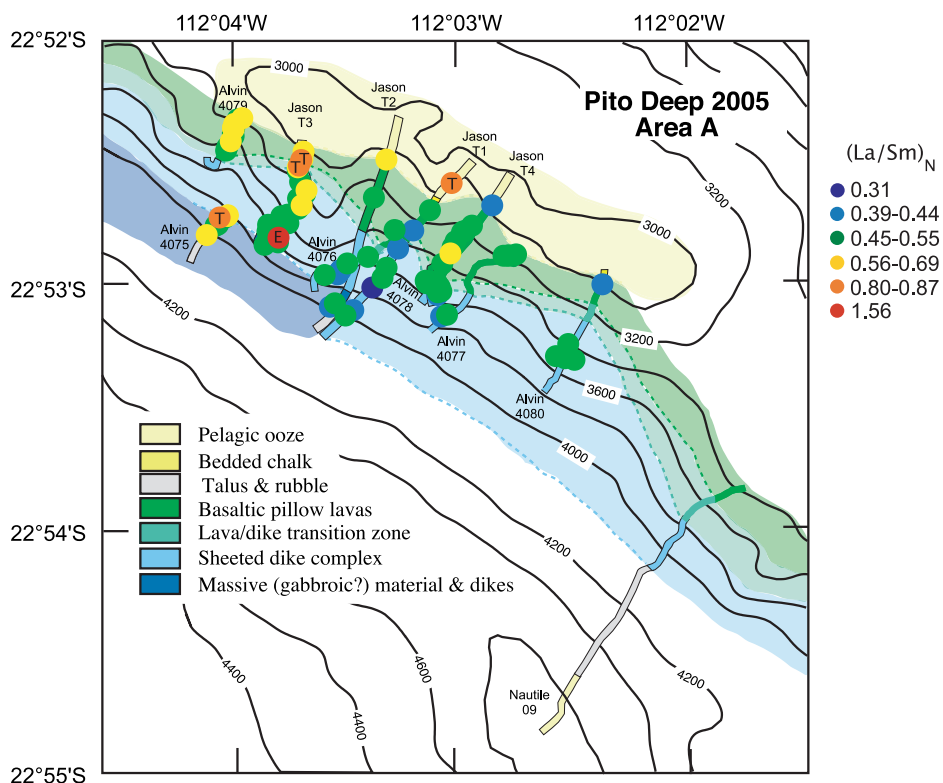 112°04'W
112°03'W
112°02'W
22°52'S
22°53'S
22°54'S
22°55'S
Pito Deep 2005
Area A
3000
3200
Alvin
4079
Jason
T3
Jason
T2
Jason
T1
Jason
T4
T
T
T
T
E
3000
Alvin
4075
Alvin
4076
Alvin
4078
Alvin
4077
Alvin
4080
4200
3200
3600
4000
(La/Sm)N
0.31
0.39-0.44
0.45-0.55
0.56-0.69
0.80-0.87
1.56
Pelagic ooze
Bedded chalk
Talus & rubble
Basaltic pillow lavas
Lava/dike transition zone
Sheeted dike complex
Massive (gabbroic?) material & dikes
4200
4400
4600
4400
4200
Nautile
09